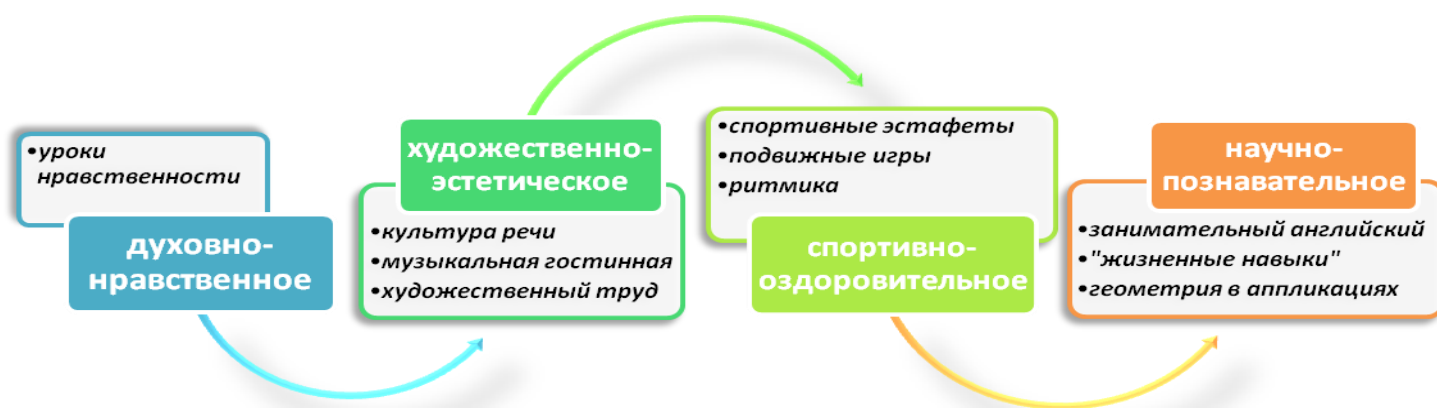 •уроки
нравственности
духовно-
нравственное
художественно-
эстетическое
•культура речи
•музыкальная гостинная
•художественный труд
•спортивные эстафеты
•подвижные игры
•ритмика
спортивно-
оздоровительное
научно-
познавательное
•занимательный английский
•"жизненные навыки"
•геометрия в аппликациях